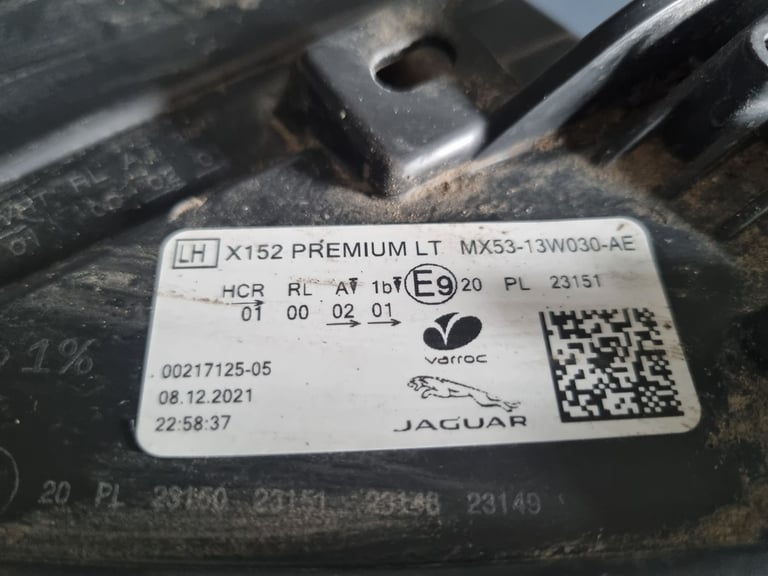 LH X152 PREMIUM LT MX53-13W030-AE
HCR RL A 1b E9 20 PL 23151
01 00 02 01
varroc
00217125-05
08.12.2021
22:58:37
JAGUAR
1%
20 PL 23150 23151 23148 23149